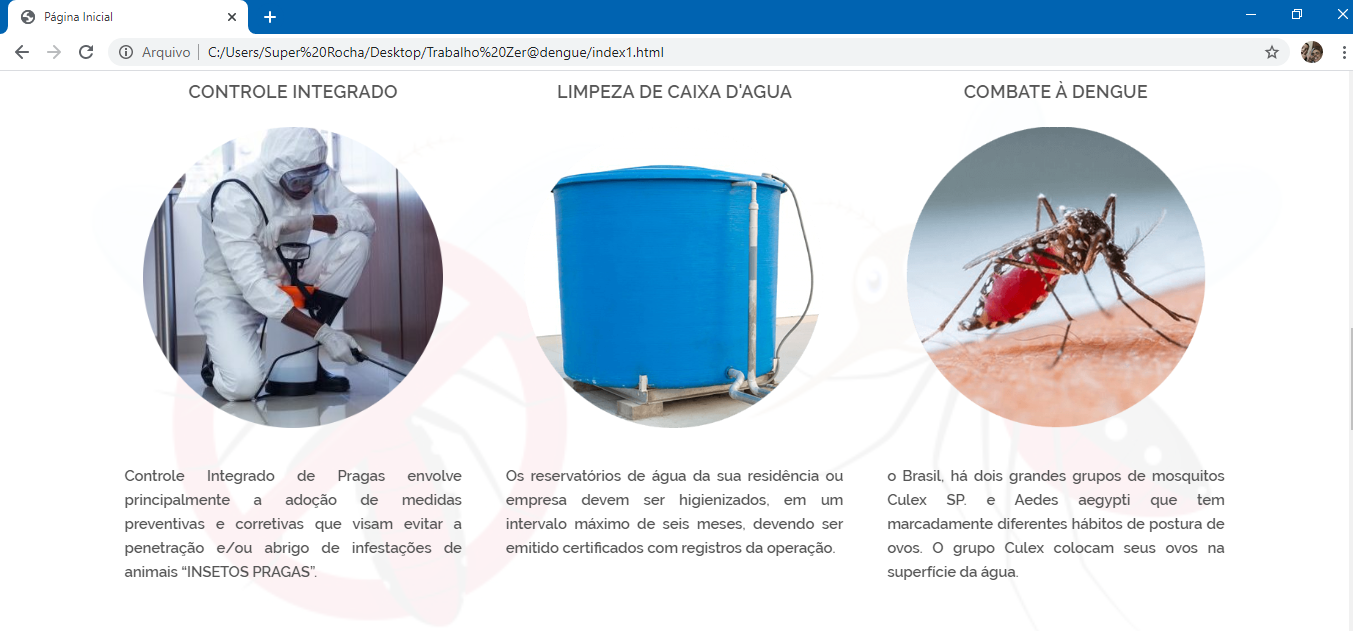 Página Inicial
Arquivo | C:/Users/Super%20Rocha/Desktop/Trabalho%20Zer@dengue/index1.html
CONTROLE INTEGRADO
LIMPEZA DE CAIXA D'AGUA
COMBATE À DENGUE
Controle Integrado de Pragas envolve
principalmente a adoção de medidas
preventivas e corretivas que visam evitar a
penetração e/ou abrigo de infestações de
animais “INSETOS PRAGAS”.
Os reservatórios de água da sua residência ou
empresa devem ser higienizados, em um
intervalo máximo de seis meses, devendo ser
emitido certificados com registros da operação.
o Brasil, há dois grandes grupos de mosquitos
Culex SP. e Aedes aegypti que tem
marcadamente diferentes hábitos de postura de
ovos. O grupo Culex colocam seus ovos na
superfície da água.